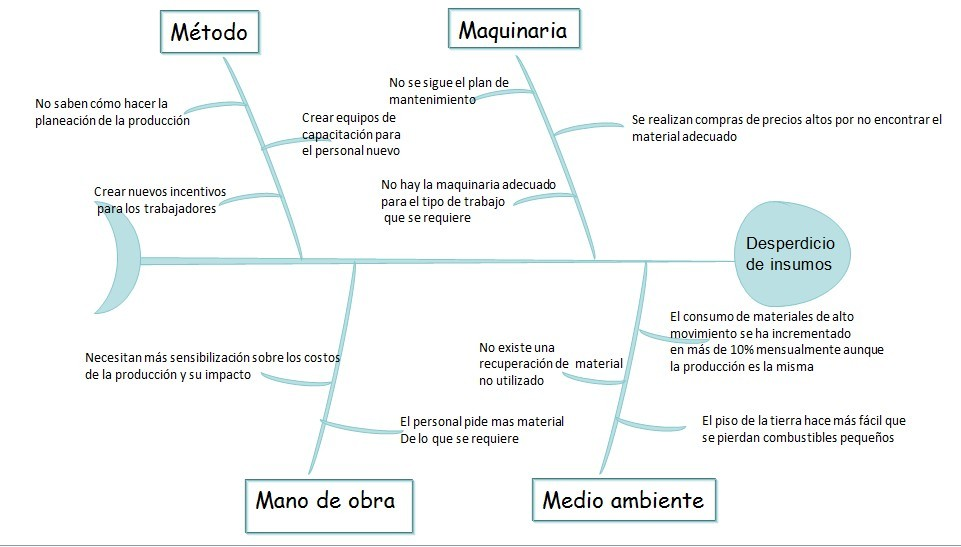 Método
Maquinaria
No saben cómo hacer la
planeación de la producción
Crear equipos de
capacitación para
el personal nuevo
Crear nuevos incentivos
para los trabajadores
No se sigue el plan de
mantenimiento
Se realizan compras de precios altos por no encontrar el
material adecuado
No hay la maquinaria adecuado
para el tipo de trabajo
que se requiere
Desperdicio
de insumos
Necesitan más sensibilización sobre los costos
de la producción y su impacto
El personal pide mas material
De lo que se requiere
No existe una
recuperación de material
no utilizado
El consumo de materiales de alto
movimiento se ha incrementado
en más de 10% mensualmente aunque
la producción es la misma
El piso de la tierra hace más fácil que
se pierdan combustibles pequeños
Mano de obra
Medio ambiente